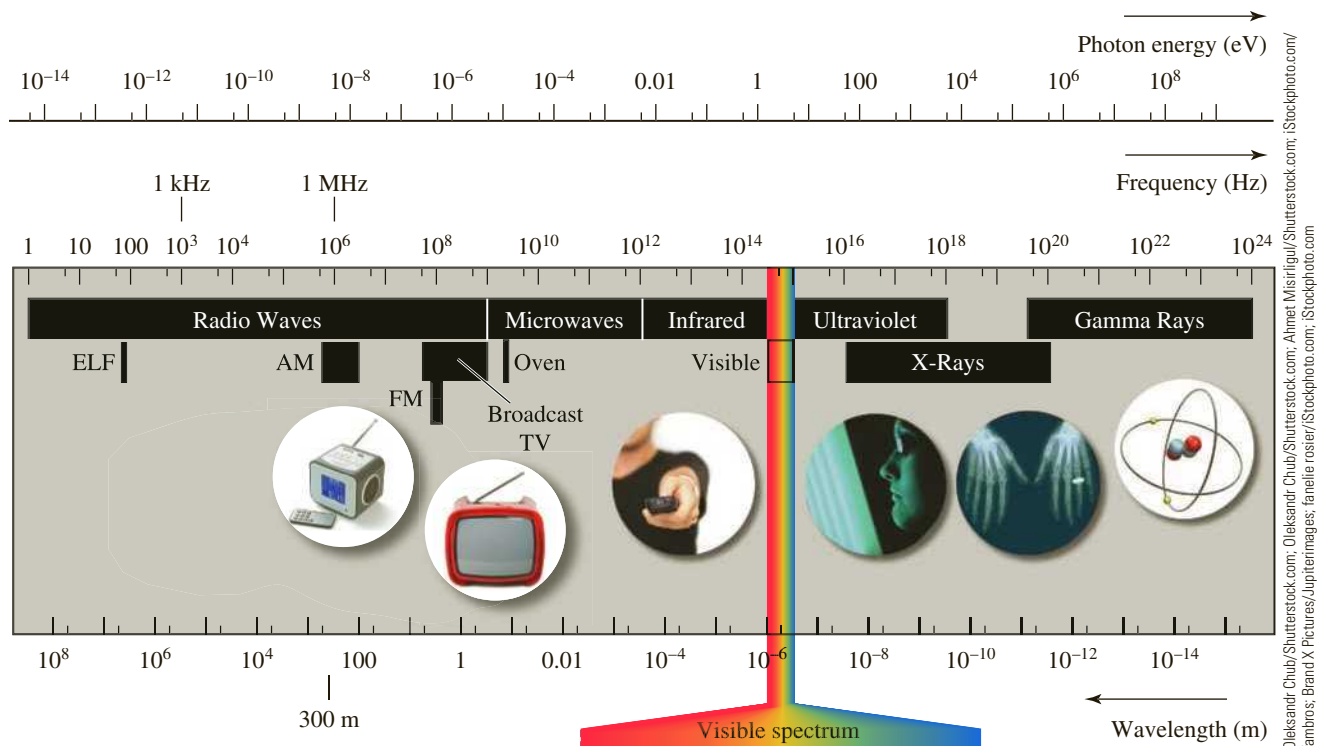 Photon energy (eV)
10⁻¹⁴ 10⁻¹² 10⁻¹⁰ 10⁻⁸ 10⁻⁶ 10⁻⁴ 0.01 1 100 10⁴ 10⁶ 10⁸
Frequency (Hz)
1 kHz 1 MHz
1 10 100 10³ 10⁴ 10⁶ 10⁸ 10¹⁰ 10¹² 10¹⁴ 10¹⁶ 10¹⁸ 10²⁰ 10²² 10²⁴
Radio Waves Microwaves Infrared Ultraviolet Gamma Rays
ELF AM Oven Visible X-Rays
FM
Broadcast
TV
10⁸ 10⁶ 10⁴ 100 1 0.01 10⁻⁴ 10⁻⁶ 10⁻⁸ 10⁻¹⁰ 10⁻¹² 10⁻¹⁴
300 m
Wavelength (m)
Visible spectrum
Chub/Shutterstock.com; Oleksandr Chub/Shutterstock.com; Ahmet Misirligul/Shutterstock.com; iStockphoto.com; iStockphoto.com/
Brand X Pictures/Jupiterimages; fanelie rosier/iStockphoto.com; iStockphoto.com